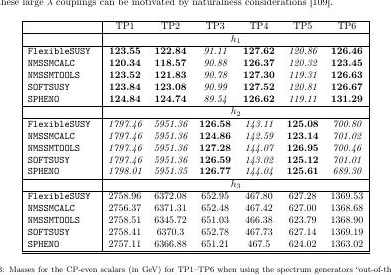 these large λ couplings can be motivated by naturalness considerations [109].
TP1 TP2 TP3 TP4 TP5 TP6
h1
FlexibleSUSY 123.55 122.84 91.11 127.62 120.86 126.46
NMSSMCALC 120.34 118.57 90.88 126.37 120.32 123.45
NMSSMTOOLS 123.52 121.83 90.78 127.30 119.31 126.63
SOFTSUSY 123.84 123.08 90.99 127.52 120.81 126.67
SPHENO 124.84 124.74 89.54 126.62 119.11 131.29
h2
FlexibleSUSY 1797.46 5951.36 126.58 143.11 125.08 700.80
NMSSMCALC 1797.46 5951.36 124.86 142.59 123.14 701.02
NMSSMTOOLS 1797.46 5951.36 127.28 144.07 126.95 700.46
SOFTSUSY 1797.46 5951.36 126.59 143.02 125.12 701.01
SPHENO 1798.01 5951.35 126.77 144.04 125.61 689.30
h3
FlexibleSUSY 2758.96 6372.08 652.95 467.80 627.28 1369.53
NMSSMCALC 2756.37 6371.31 652.48 467.42 627.00 1368.68
NMSSMTOOLS 2758.51 6345.72 651.03 466.38 623.79 1368.90
SOFTSUSY 2758.41 6370.3 652.78 467.73 627.14 1369.19
SPHENO 2757.11 6366.88 651.21 467.5 624.02 1363.02
3: Masses for the CP-even scalars (in GeV) for TP1–TP6 when using the spectrum generators “out-of-th